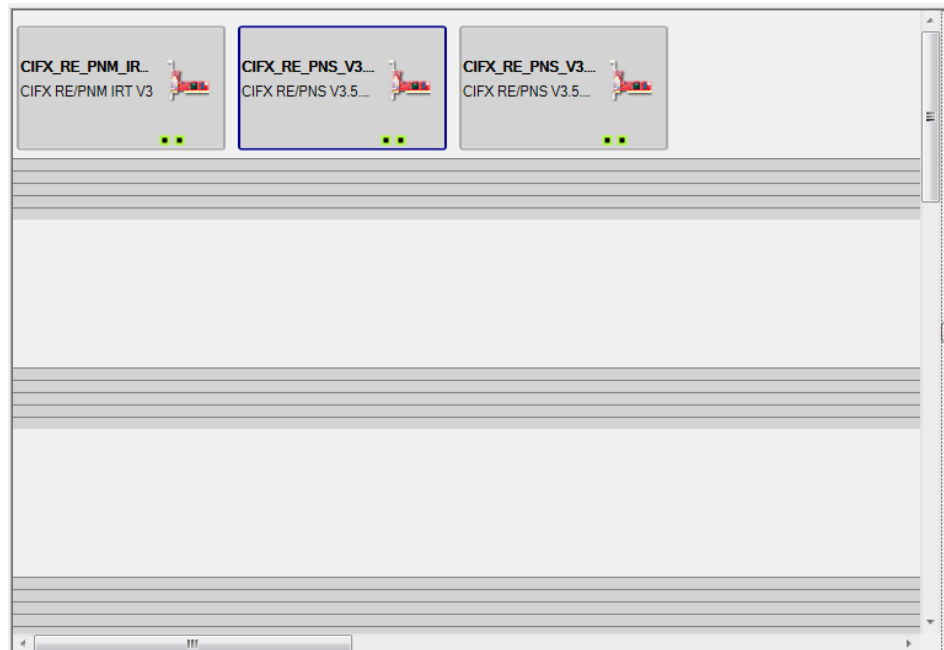 CIFX_RE_PNM_IR...
CIFX RE/PNM IRT V3
CIFX_RE_PNS_V3....
CIFX RE/PNS V3.5....
CIFX_RE_PNS_V3....
CIFX RE/PNS V3.5....